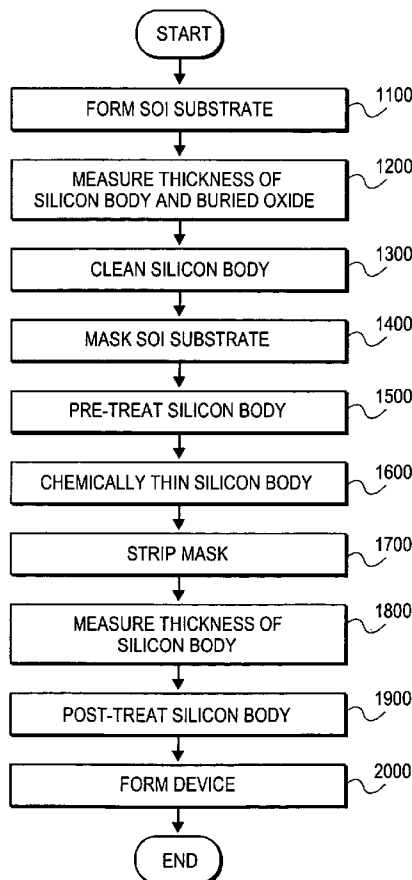 START
FORM SOI SUBSTRATE
1100
MEASURE THICKNESS OF
SILICON BODY AND BURIED OXIDE
1200
CLEAN SILICON BODY
1300
MASK SOI SUBSTRATE
1400
PRE-TREAT SILICON BODY
1500
CHEMICALLY THIN SILICON BODY
1600
STRIP MASK
1700
MEASURE THICKNESS OF
SILICON BODY
1800
POST-TREAT SILICON BODY
1900
FORM DEVICE
2000
END